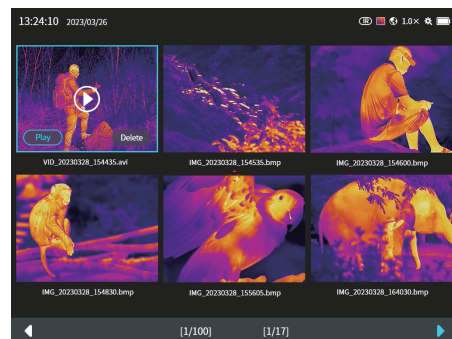 13:24:10 2023/03/26 IR 1.0×
Play Delete
VID_20230328_154435.avi IMG_20230328_154535.bmp IMG_20230328_154600.bmp
IMG_20230328_154830.bmp IMG_20230328_155605.bmp IMG_20230328_164030.bmp
[1/100] [1/17]